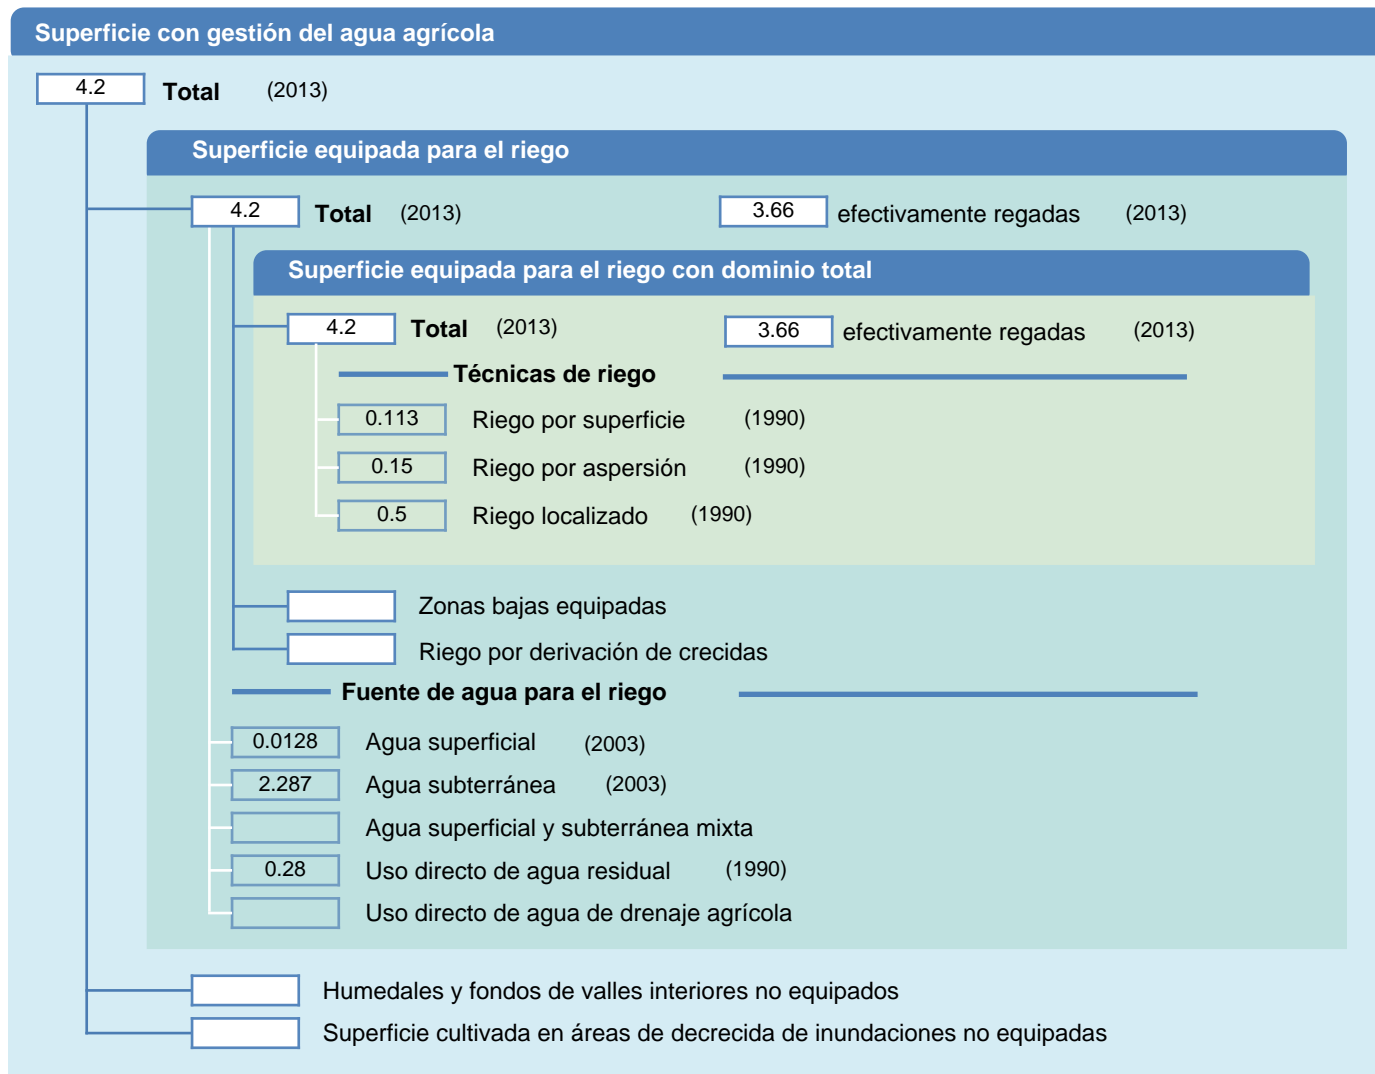 Superficie con gestión del agua agrícola
4.2 Total (2013)
Superficie equipada para el riego
4.2 Total (2013) 3.66 efectivamente regadas (2013)
Superficie equipada para el riego con dominio total
4.2 Total (2013) 3.66 efectivamente regadas (2013)
Técnicas de riego
0.113 Riego por superficie (1990)
0.15 Riego por aspersión (1990)
0.5 Riego localizado (1990)
Zonas bajas equipadas
Riego por derivación de crecidas
Fuente de agua para el riego
0.0128 Agua superficial (2003)
2.287 Agua subterránea (2003)
Agua superficial y subterránea mixta
0.28 Uso directo de agua residual (1990)
Uso directo de agua de drenaje agrícola
Humedales y fondos de valles interiores no equipados
Superficie cultivada en áreas de decrecida de inundaciones no equipadas